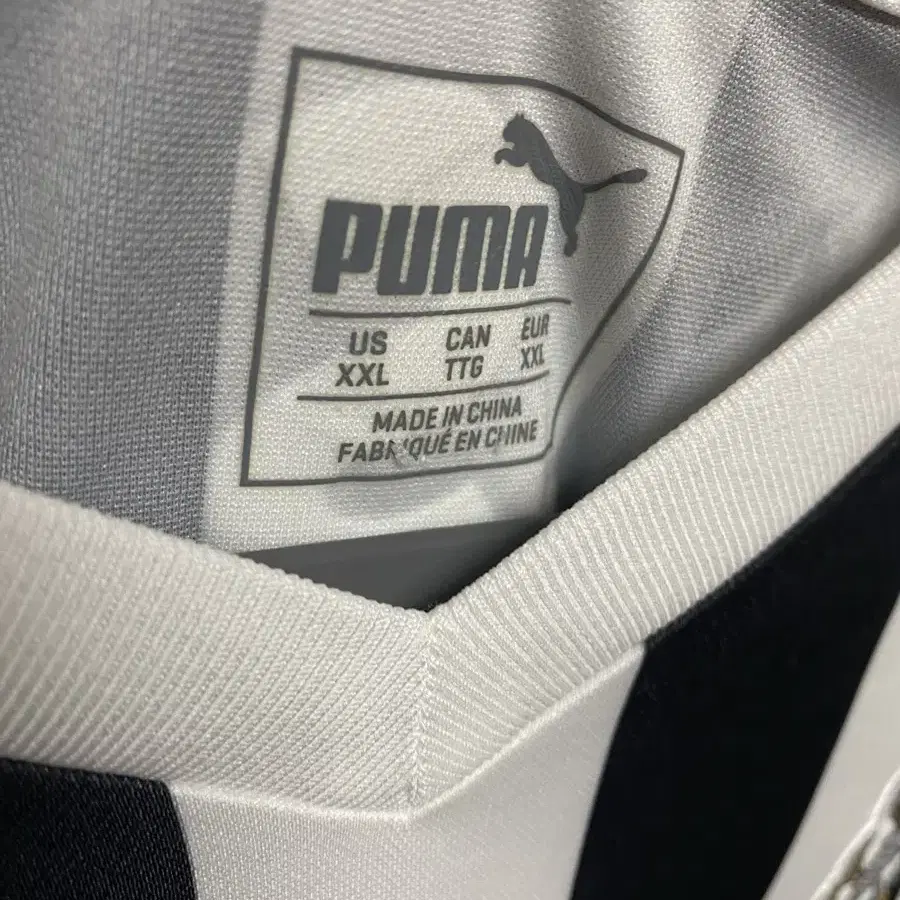 PUMA
US CAN EUR
XXL TTG XXL
MADE IN CHINA
FABRIQUÉ EN CHINE